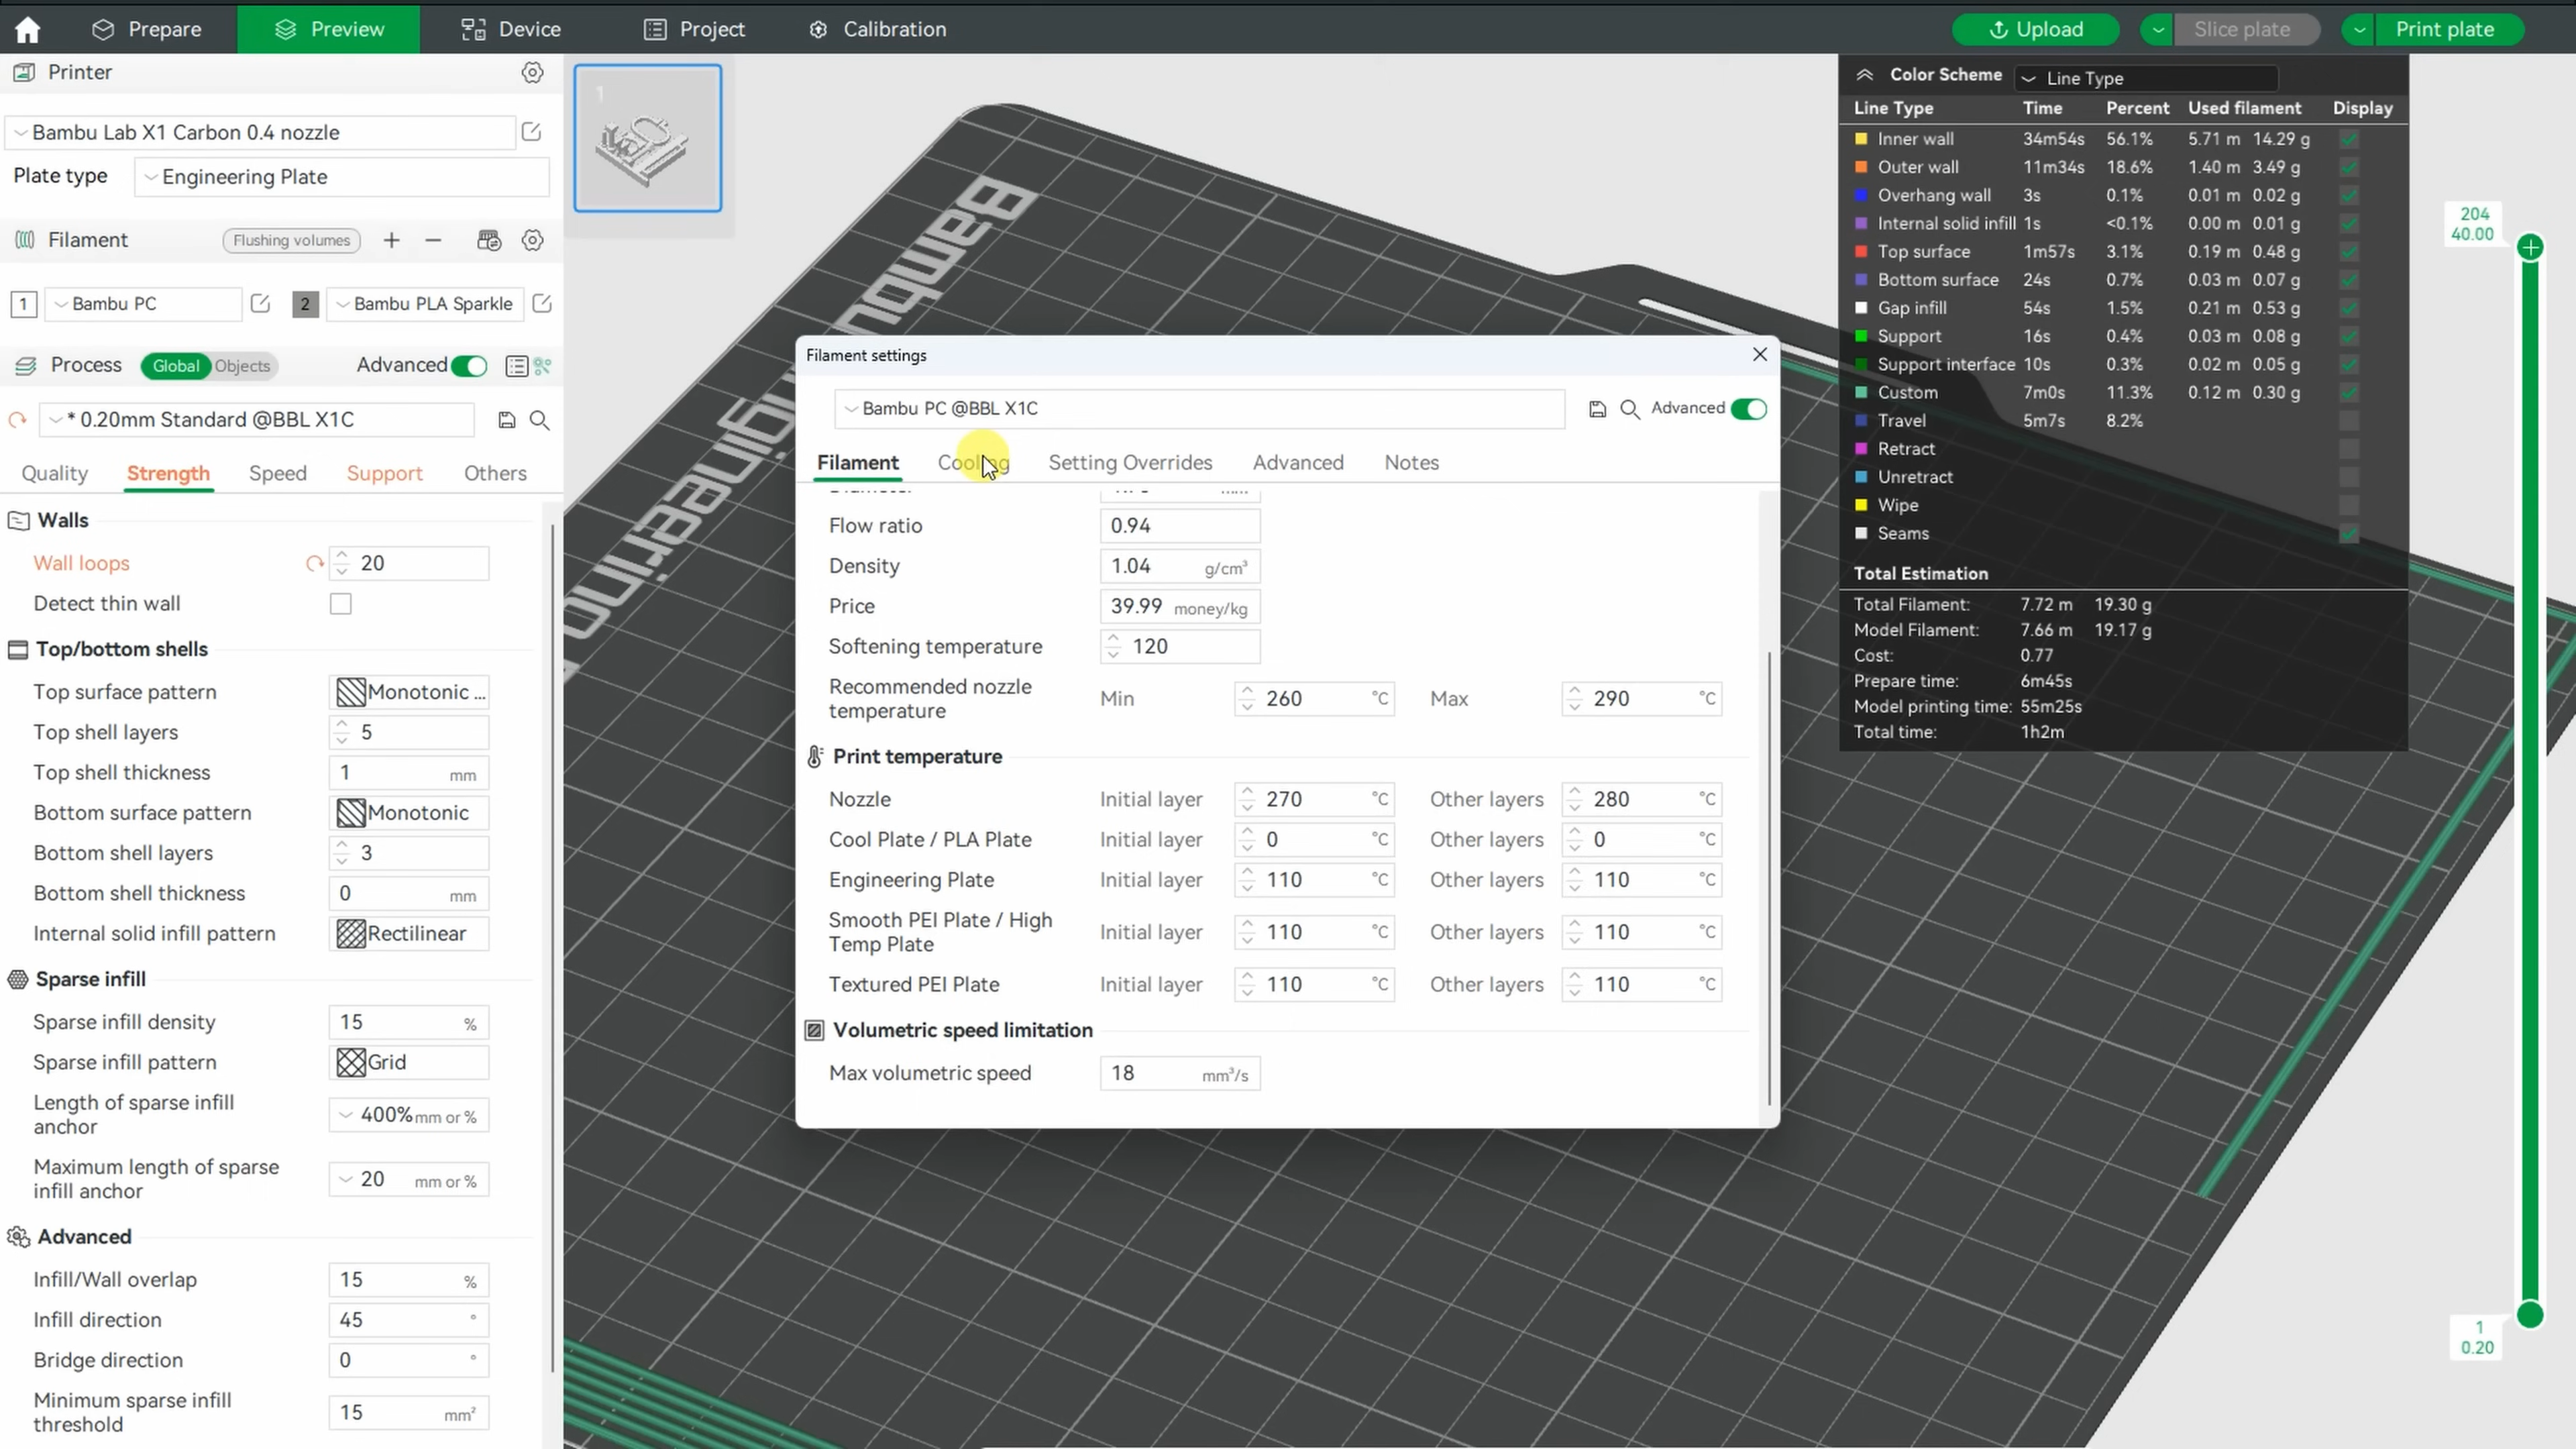 Prepare
Preview
Device
Project
Calibration
Upload
Slice plate
Print plate
Printer
Bambu Lab X1 Carbon 0.4 nozzle
Plate type
Engineering Plate
Filament
Flushing volumes
1 Bambu PC
2 Bambu PLA Sparkle
Process
Global Objects
Advanced
* 0.20mm Standard @BBL X1C
Quality Strength Speed Support Others
Walls
Wall loops 20
Detect thin wall
Top/bottom shells
Top surface pattern Monotonic ...
Top shell layers 5
Top shell thickness 1 mm
Bottom surface pattern Monotonic
Bottom shell layers 3
Bottom shell thickness 0 mm
Internal solid infill pattern Rectilinear
Sparse infill
Sparse infill density 15 %
Sparse infill pattern Grid
Length of sparse infill
anchor
400% mm or %
Maximum length of sparse
infill anchor
20 mm or %
Advanced
Infill/Wall overlap 15 %
Infill direction 45 °
Bridge direction 0 °
Minimum sparse infill
threshold
15 mm²
1
Filament settings
Bambu PC @BBL X1C
Advanced
Filament Cooling Setting Overrides Advanced Notes
Flow ratio 0.94
Density 1.04 g/cm³
Price 39.99 money/kg
Softening temperature 120
Recommended nozzle
temperature
Min 260 °C Max 290 °C
Print temperature
Nozzle Initial layer 270 °C Other layers 280 °C
Cool Plate / PLA Plate Initial layer 0 °C Other layers 0 °C
Engineering Plate Initial layer 110 °C Other layers 110 °C
Smooth PEI Plate / High
Temp Plate
Initial layer 110 °C Other layers 110 °C
Textured PEI Plate Initial layer 110 °C Other layers 110 °C
Volumetric speed limitation
Max volumetric speed 18 mm³/s
Color Scheme Line Type
Line Type Time Percent Used filament Display
Inner wall 34m54s 56.1% 5.71 m 14.29 g
Outer wall 11m34s 18.6% 1.40 m 3.49 g
Overhang wall 3s 0.1% 0.01 m 0.02 g
Internal solid infill 1s <0.1% 0.00 m 0.01 g
Top surface 1m57s 3.1% 0.19 m 0.48 g
Bottom surface 24s 0.7% 0.03 m 0.07 g
Gap infill 54s 1.5% 0.21 m 0.53 g
Support 16s 0.4% 0.03 m 0.08 g
Support interface 10s 0.3% 0.02 m 0.05 g
Custom 7m0s 11.3% 0.12 m 0.30 g
Travel 5m7s 8.2%
Retract
Unretract
Wipe
Seams
Total Estimation
Total Filament: 7.72 m 19.30 g
Model Filament: 7.66 m 19.17 g
Cost: 0.77
Prepare time: 6m45s
Model printing time: 55m25s
Total time: 1h2m
204
40.00
1
0.20